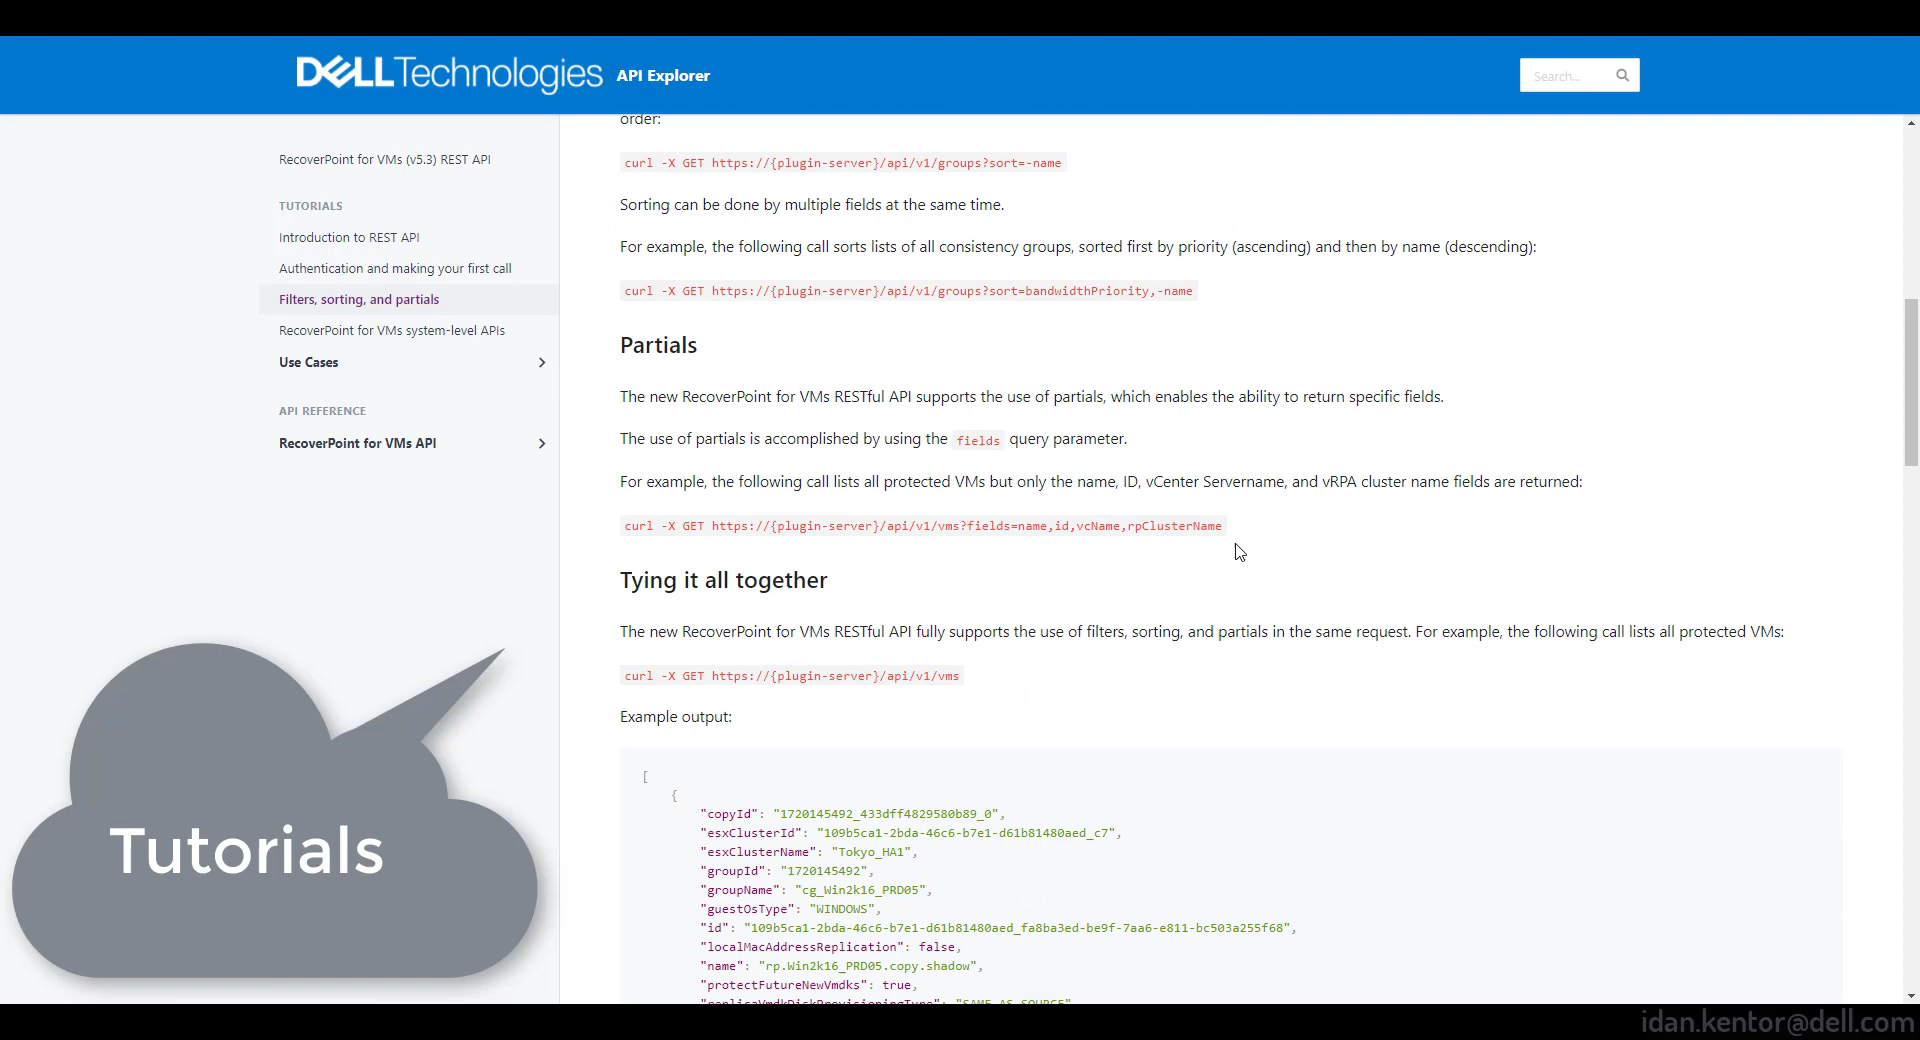 DELLTechnologies API Explorer
Search...
RecoverPoint for VMs (v5.3) REST API
TUTORIALS
Introduction to REST API
Authentication and making your first call
Filters, sorting, and partials
RecoverPoint for VMs system-level APIs
Use Cases
API REFERENCE
RecoverPoint for VMs API
order:
curl -X GET https://{plugin-server}/api/v1/groups?sort=-name
Sorting can be done by multiple fields at the same time.
For example, the following call sorts lists of all consistency groups, sorted first by priority (ascending) and then by name (descending):
curl -X GET https://{plugin-server}/api/v1/groups?sort=bandwidthPriority,-name
Partials
The new RecoverPoint for VMs RESTful API supports the use of partials, which enables the ability to return specific fields.
The use of partials is accomplished by using the fields query parameter.
For example, the following call lists all protected VMs but only the name, ID, vCenter Servername, and vRPA cluster name fields are returned:
curl -X GET https://{plugin-server}/api/v1/vms?fields=name,id,vcName,rpClusterName
Tying it all together
The new RecoverPoint for VMs RESTful API fully supports the use of filters, sorting, and partials in the same request. For example, the following call lists all protected VMs:
curl -X GET https://{plugin-server}/api/v1/vms
Example output:
[
{
"copyId": "1720145492_433dff4829580b89_0",
"esxClusterId": "109b5ca1-2bda-46c6-b7e1-d61b81480aed_c7",
"esxClusterName": "Tokyo_HA1",
"groupId": "1720145492",
"groupName": "cg_Win2k16_PRD05",
"guestOsType": "WINDOWS",
"id": "109b5ca1-2bda-46c6-b7e1-d61b81480aed_fa8ba3ed-be9f-7aa6-e811-bc503a255f68",
"localMacAddressReplication": false,
"name": "rp.Win2k16_PRD05.copy.shadow",
"protectFutureNewVmdks": true,
"replicaVmdkDiskProvisioningType": "SAME_AS_SOURCE",
Tutorials
idan.kentor@dell.com